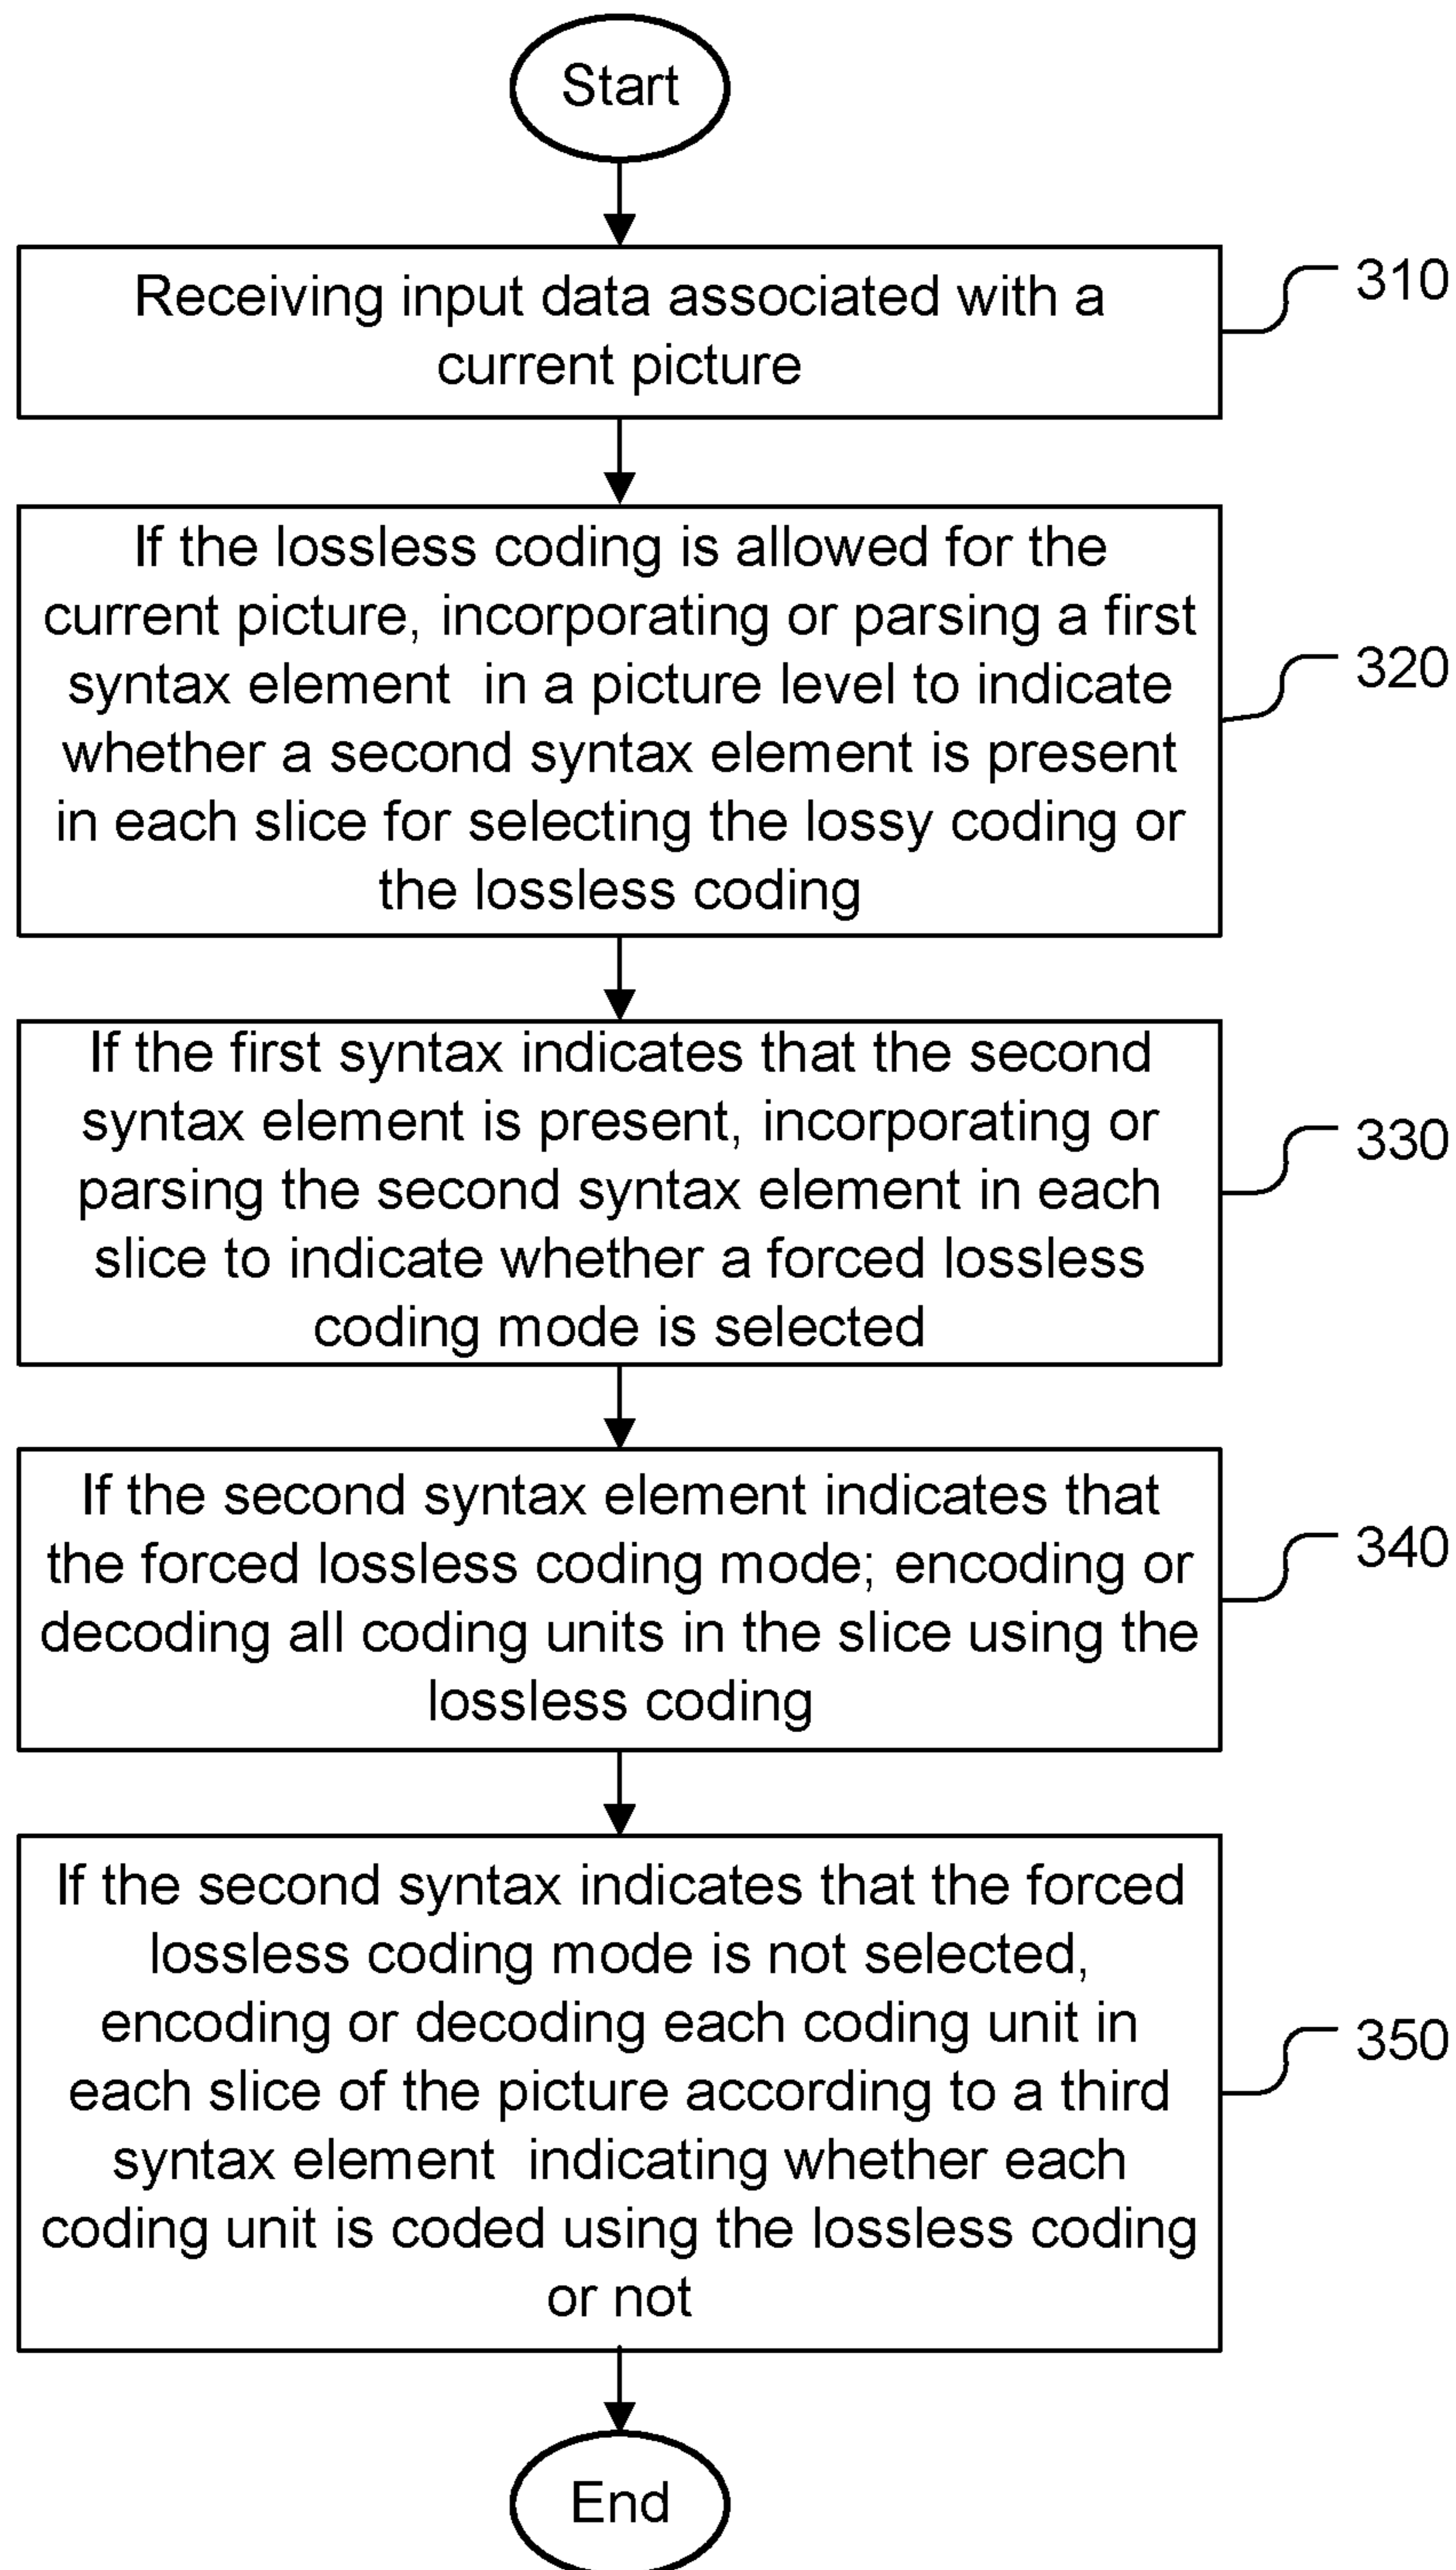 Start
Receiving input data associated with a
current picture
310
If the lossless coding is allowed for the
current picture, incorporating or parsing a first
syntax element in a picture level to indicate
whether a second syntax element is present
in each slice for selecting the lossy coding or
the lossless coding
320
If the first syntax indicates that the second
syntax element is present, incorporating or
parsing the second syntax element in each
slice to indicate whether a forced lossless
coding mode is selected
330
If the second syntax element indicates that
the forced lossless coding mode; encoding or
decoding all coding units in the slice using the
lossless coding
340
If the second syntax indicates that the forced
lossless coding mode is not selected,
encoding or decoding each coding unit in
each slice of the picture according to a third
syntax element indicating whether each
coding unit is coded using the lossless coding
or not
350
End